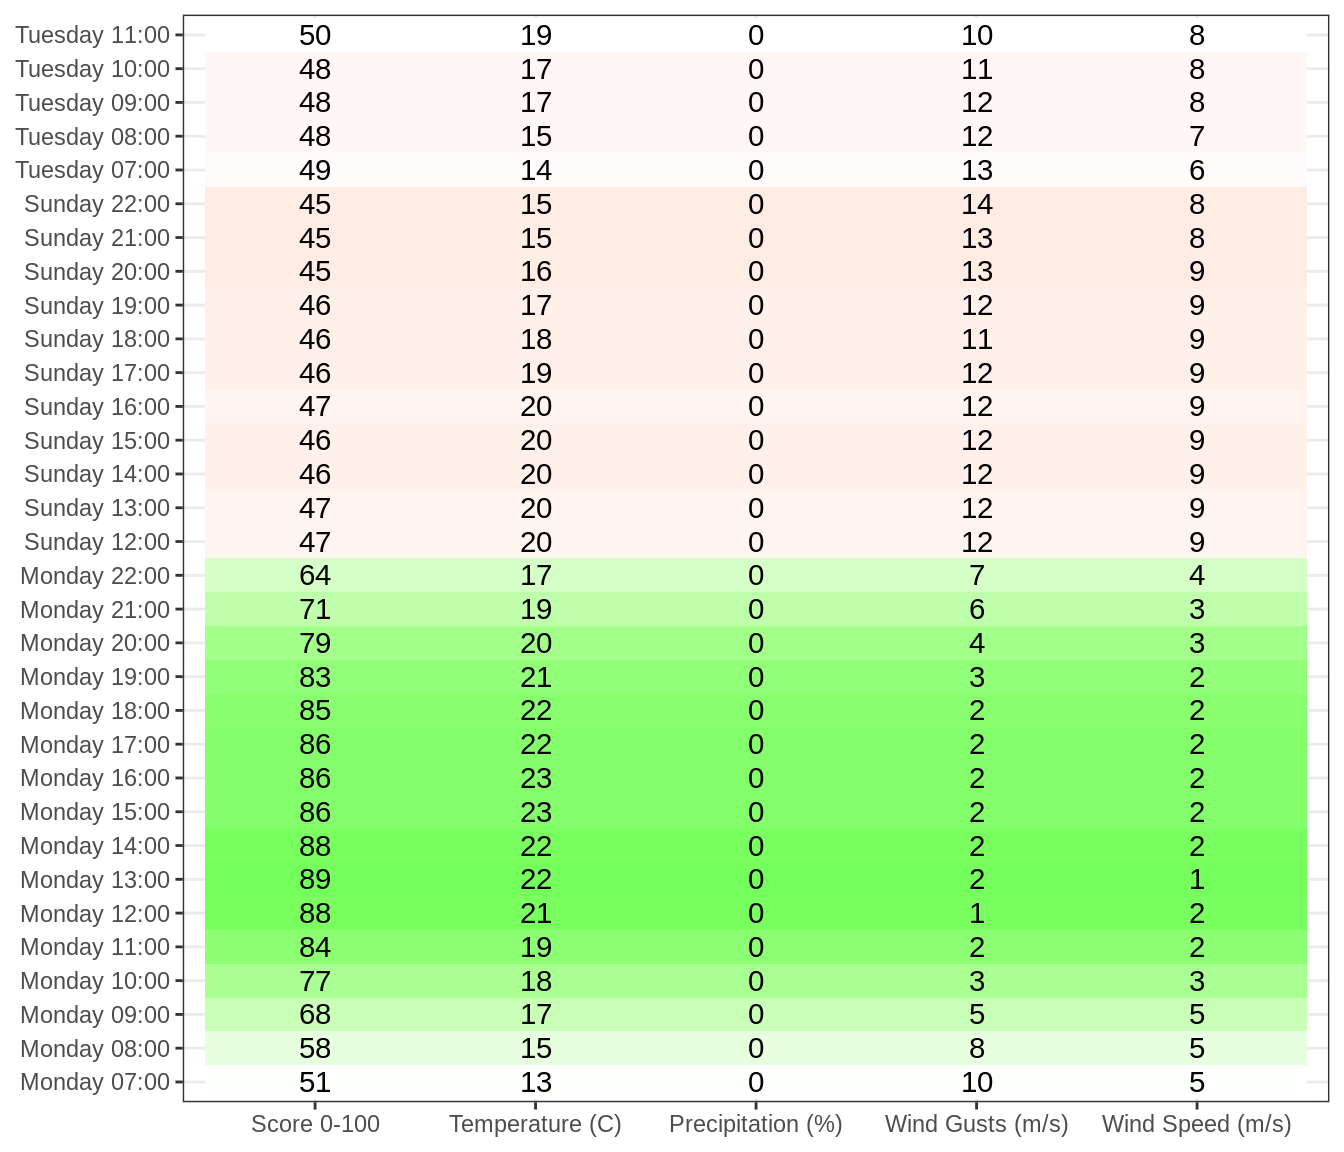 Tuesday 11:00 50 19 0 10 8
Tuesday 10:00 48 17 0 11 8
Tuesday 09:00 48 17 0 12 8
Tuesday 08:00 48 15 0 12 7
Tuesday 07:00 49 14 0 13 6
Sunday 22:00 45 15 0 14 8
Sunday 21:00 45 15 0 13 8
Sunday 20:00 45 16 0 13 9
Sunday 19:00 46 17 0 12 9
Sunday 18:00 46 18 0 11 9
Sunday 17:00 46 19 0 12 9
Sunday 16:00 47 20 0 12 9
Sunday 15:00 46 20 0 12 9
Sunday 14:00 46 20 0 12 9
Sunday 13:00 47 20 0 12 9
Sunday 12:00 47 20 0 12 9
Monday 22:00 64 17 0 7 4
Monday 21:00 71 19 0 6 3
Monday 20:00 79 20 0 4 3
Monday 19:00 83 21 0 3 2
Monday 18:00 85 22 0 2 2
Monday 17:00 86 22 0 2 2
Monday 16:00 86 23 0 2 2
Monday 15:00 86 23 0 2 2
Monday 14:00 88 22 0 2 2
Monday 13:00 89 22 0 2 1
Monday 12:00 88 21 0 1 2
Monday 11:00 84 19 0 2 2
Monday 10:00 77 18 0 3 3
Monday 09:00 68 17 0 5 5
Monday 08:00 58 15 0 8 5
Monday 07:00 51 13 0 10 5
Score 0-100 Temperature (C) Precipitation (%) Wind Gusts (m/s) Wind Speed (m/s)